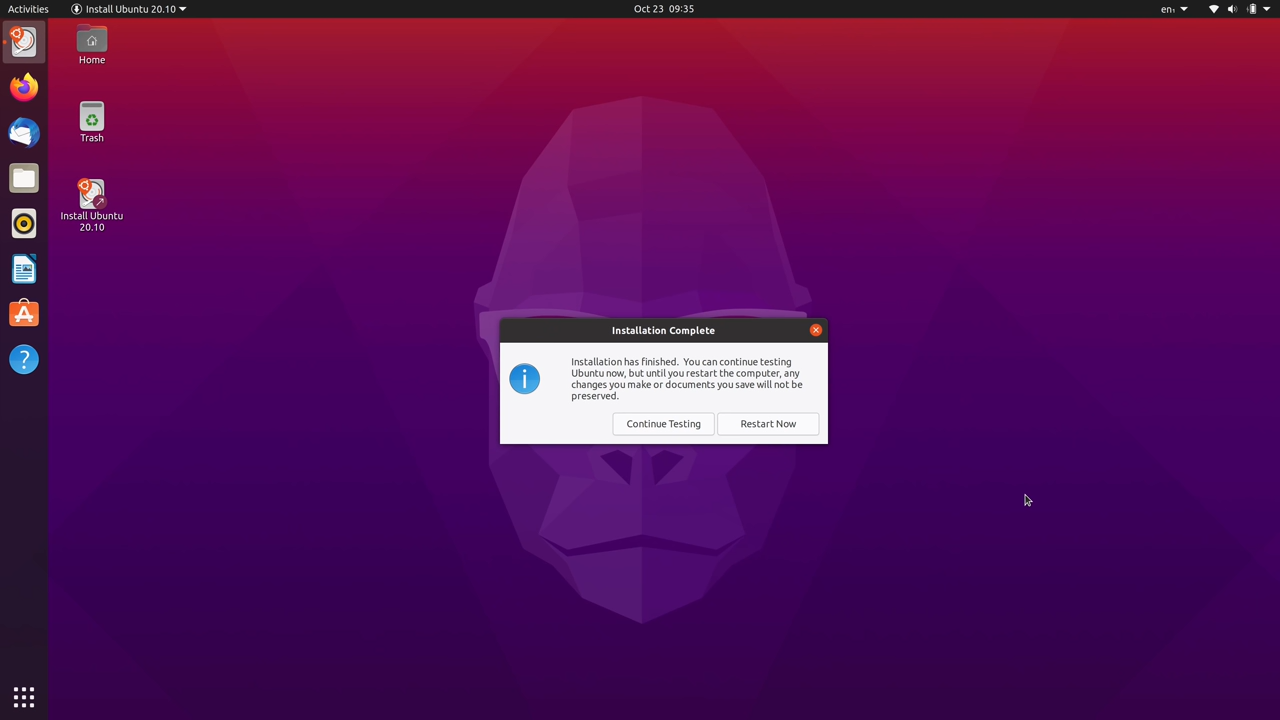 Activities
Install Ubuntu 20.10
Oct 23 09:35
en₁
Home
Trash
Install Ubuntu
20.10
Installation Complete
Installation has finished.  You can continue testing
Ubuntu now, but until you restart the computer, any
changes you make or documents you save will not be
preserved.
Continue Testing
Restart Now